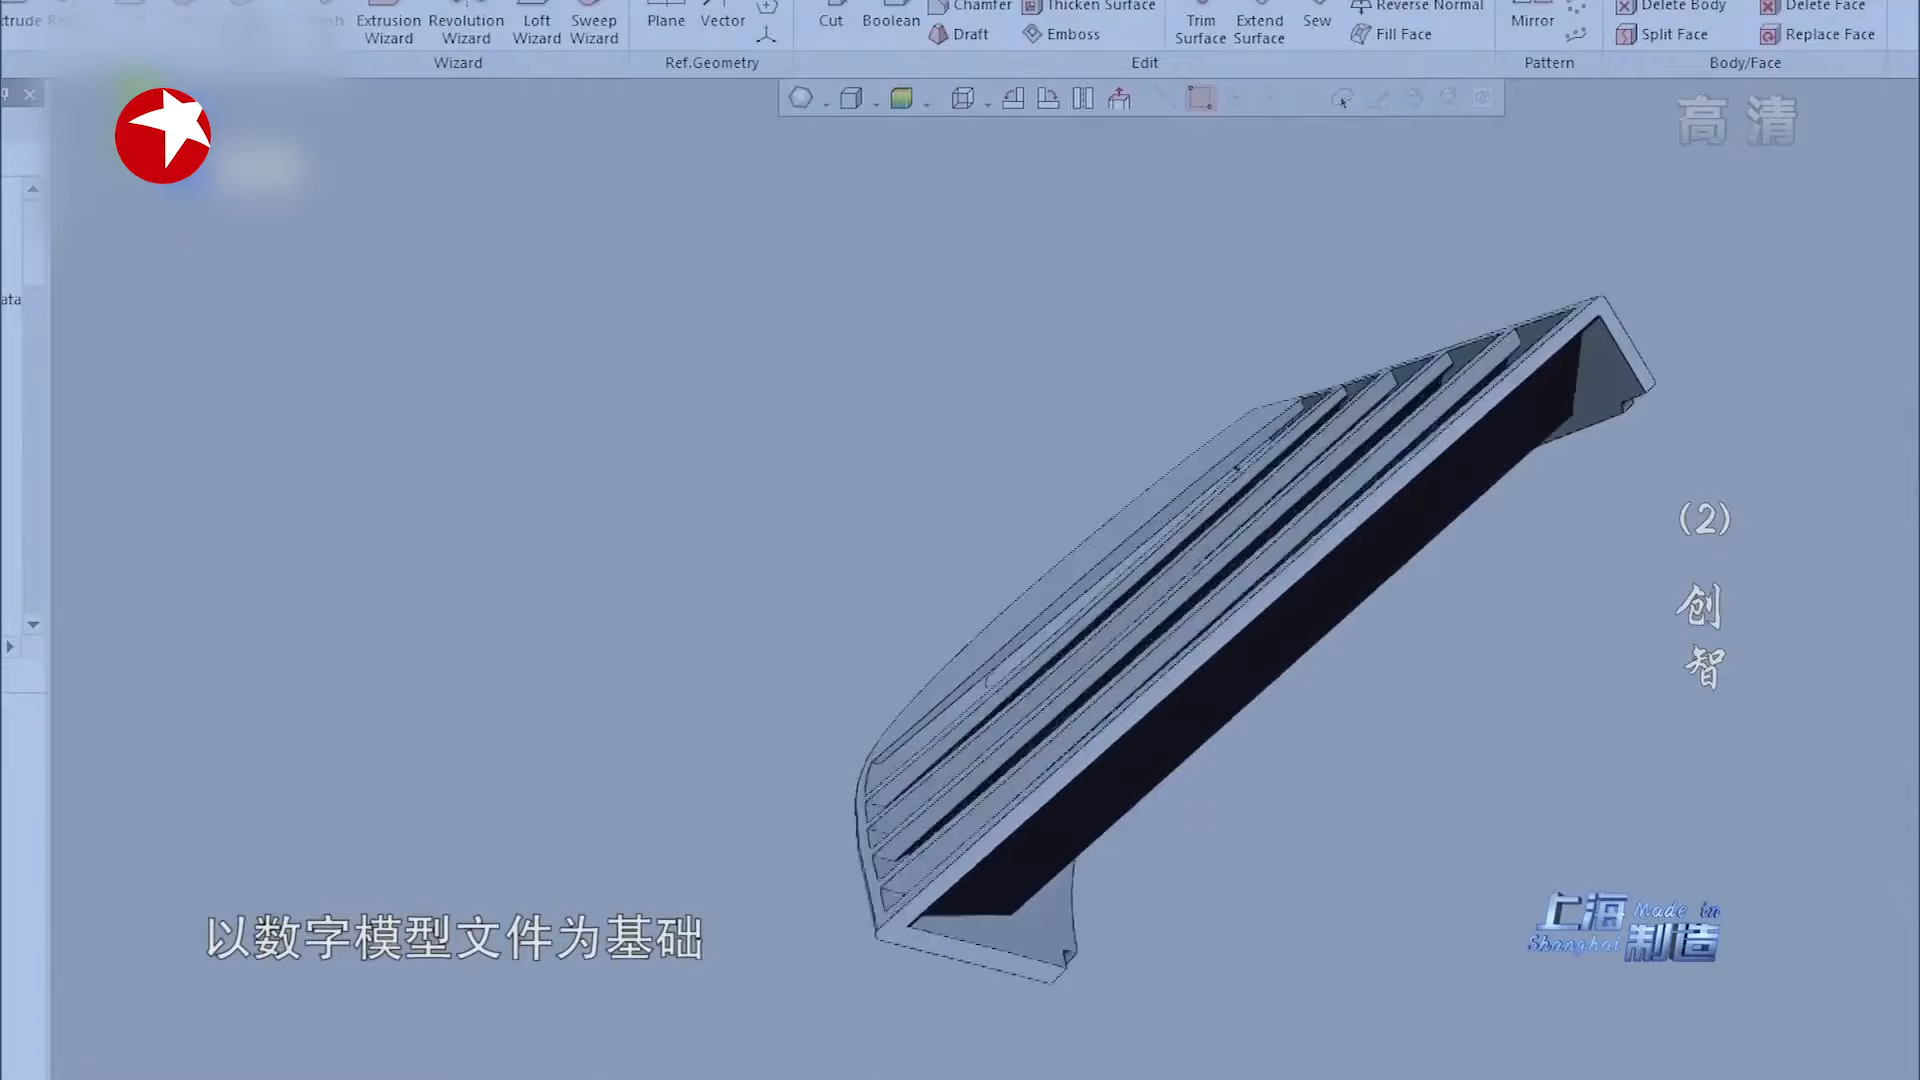 Extrusion Wizard
Revolution Wizard
Loft Wizard
Sweep Wizard
Wizard
Plane
Vector
Ref.Geometry
Cut
Boolean
Chamfer
Draft
Thicken Surface
Emboss
Trim Surface
Extend Surface
Sew
Reverse Normal
Fill Face
Edit
Mirror
Pattern
Delete Body
Split Face
Delete Face
Replace Face
Body/Face
ata
高清
(2)
创智
以数字模型文件为基础
上海 Made in
Shanghai 制造